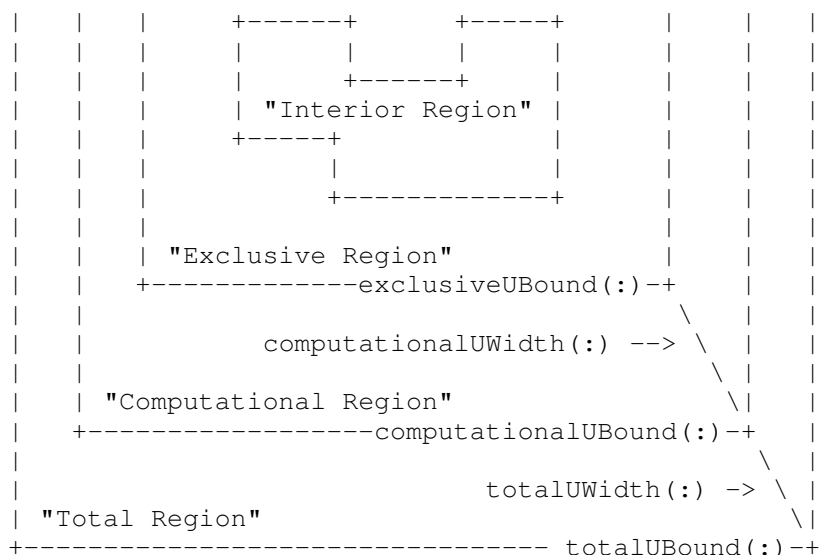 "Interior Region"
"Exclusive Region"
exclusiveUBound(:)
computationalUWidth(:) -->
"Computational Region"
computationalUBound(:)
totalUWidth(:) ->
"Total Region"
totalUBound(:)